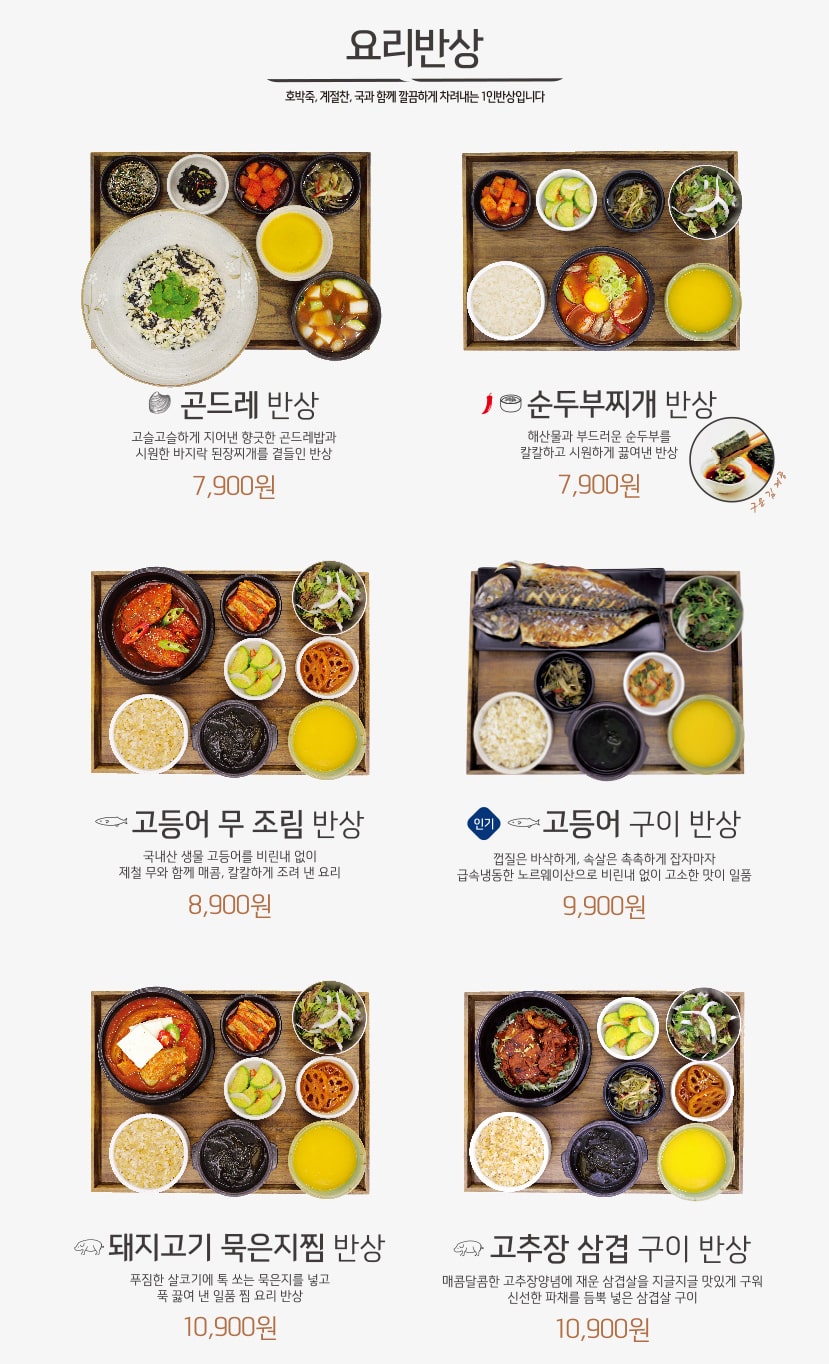 요리반상
호박죽, 계절찬, 국과 함께 깔끔하게 차려내는 1인반상입니다
곤드레 반상
고슬고슬하게 지어낸 향긋한 곤드레밥과
시원한 바지락 된장찌개를 곁들인 반상
7,900원
순두부찌개 반상
해산물과 부드러운 순두부를
칼칼하고 시원하게 끓여낸 반상
7,900원
구운 김 제공
고등어 무 조림 반상
국내산 생물 고등어를 비린내 없이
제철 무와 함께 매콤, 칼칼하게 조려 낸 요리
8,900원
인기
고등어 구이 반상
껍질은 바삭하게, 속살은 촉촉하게 잡자마자
급속냉동한 노르웨이산으로 비린내 없이 고소한 맛이 일품
9,900원
돼지고기 묵은지찜 반상
푸짐한 살코기에 톡 쏘는 묵은지를 넣고
푹 끓여 낸 일품 찜 요리 반상
10,900원
고추장 삼겹 구이 반상
매콤달콤한 고추장양념에 재운 삼겹살을 지글지글 맛있게 구워
신선한 파채를 듬뿍 넣은 삼겹살 구이
10,900원